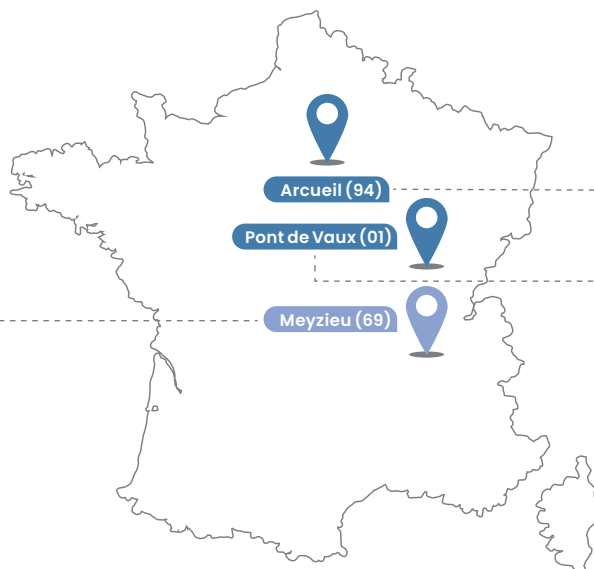 Arcueil (94)
Pont de Vaux (01)
Meyzieu (69)